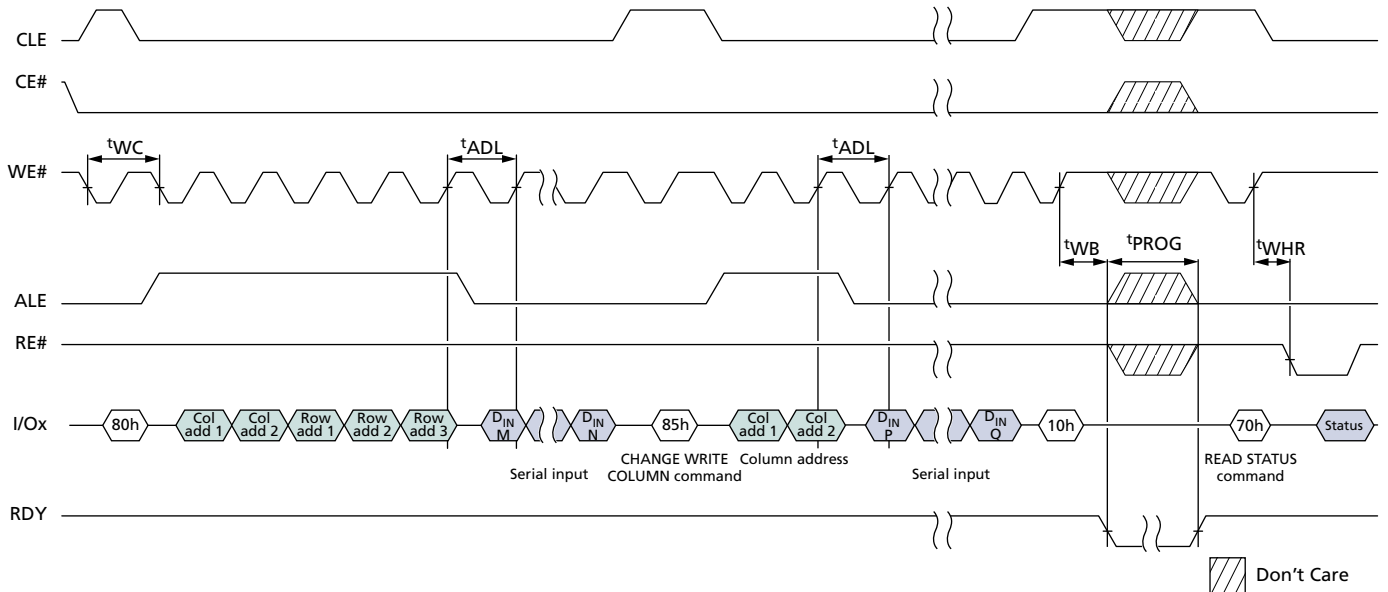 CLE
CE#
tWC
tADL
tADL
WE#
tWB
tPROG
tWHR
ALE
RE#
I/Ox
80h
Col add 1
Col add 2
Row add 1
Row add 2
Row add 3
DIN M
DIN N
85h
Col add 1
Col add 2
DIN P
DIN Q
10h
70h
Status
Serial input
CHANGE WRITE
COLUMN command
Column address
Serial input
READ STATUS
command
RDY
Don't Care